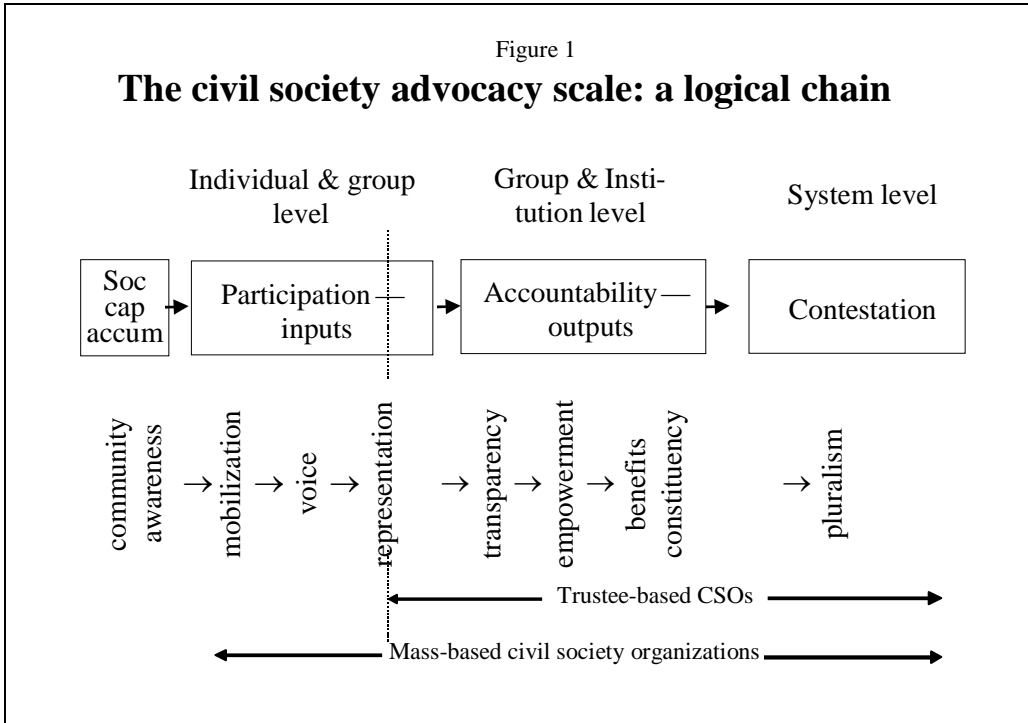 Figure 1
The civil society advocacy scale: a logical chain
Individual & group
level
Group & Insti-
tution level
System level
Soc
cap
accum
Participation —
inputs
Accountability —
outputs
Contestation
community
awareness
→
mobilization
→
voice
→
representation
→
transparency
→
empowerment
→
benefits
constituency
→
pluralism
Trustee-based CSOs
Mass-based civil society organizations